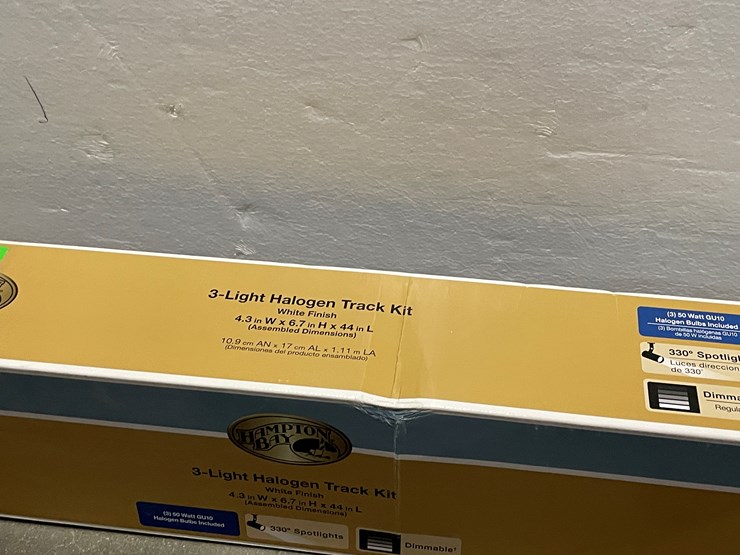 3-Light Halogen Track Kit
White Finish
4.3 in W x 6.7 in H x 44 in L
(Assembled Dimensions)
10.9 cm AN x 17 cm AL x 1.11 m LA
(Dimensiones del producto ensamblado)
(3) 50 Watt GU10
Halogen Bulbs Included
(3) Bombillas halógenas GU10
de 50 W incluidas
330° Spotligh
Luces direccion
de 330°
Dimma
Regula
HAMPTON
BAY
3-Light Halogen Track Kit
White Finish
4.3 in W x 6.7 in H x 44 in L
(Assembled Dimensions)
(3) 50 Watt GU10
Halogen Bulbs Included
330° Spotlights
Dimmable